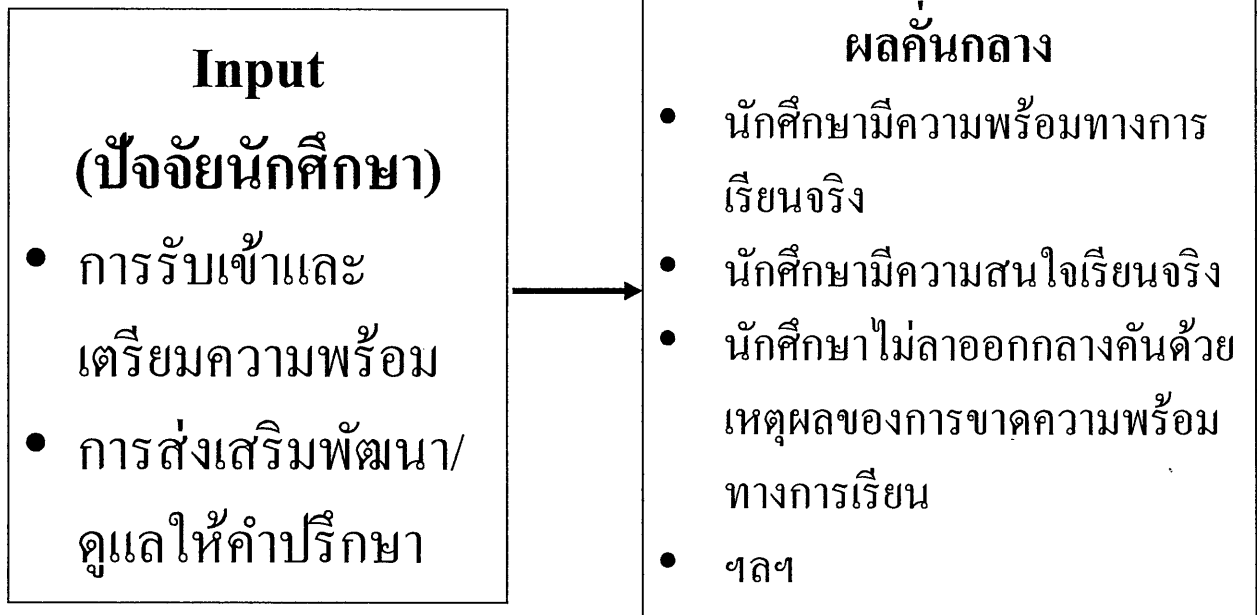 Input
(ปัจจัยนักศึกษา)
• การรับเข้าและ
เตรียมความพร้อม
• การส่งเสริมพัฒนา/
ดูแลให้คำปรึกษา
ผลคั่นกลาง
• นักศึกษามีความพร้อมทางการ
เรียนจริง
• นักศึกษามีความสนใจเรียนจริง
• นักศึกษาไม่ลาออกกลางคันด้วย
เหตุผลของการขาดความพร้อม
ทางการเรียน
• ฯลฯ